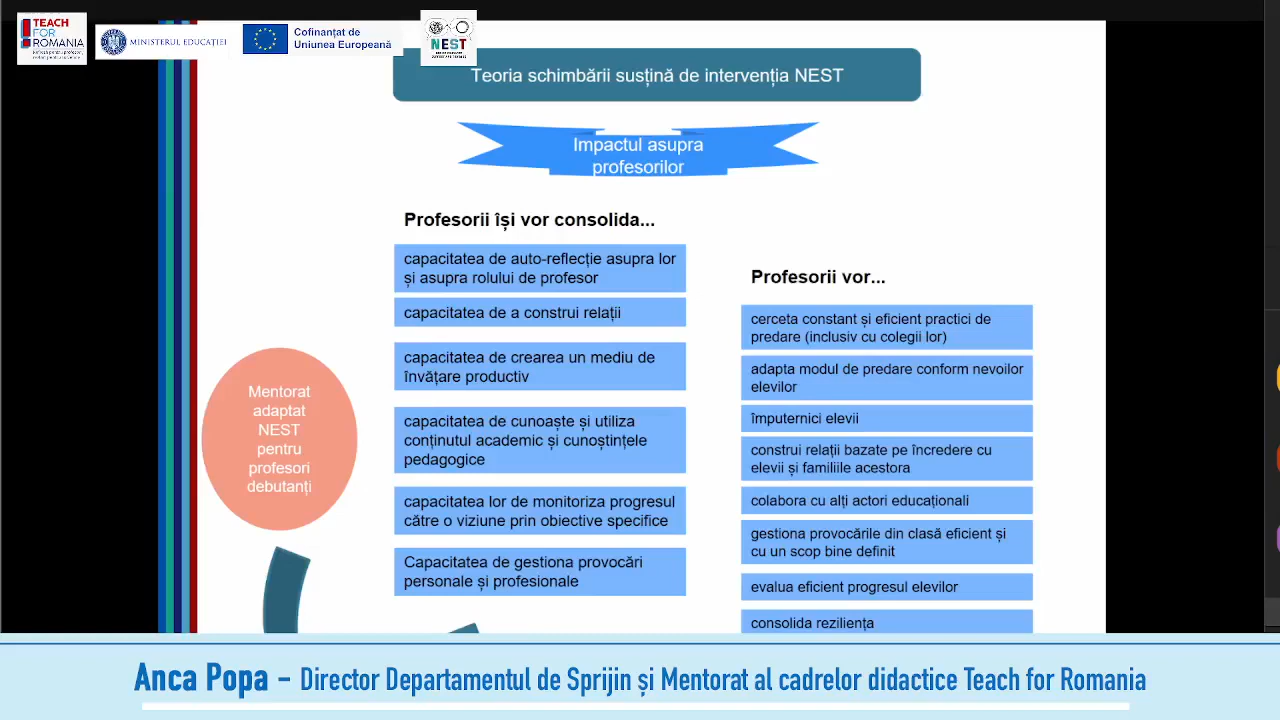 TEACH
FOR
ROMANIA
MINISTERUL EDUCAȚIEI
Cofinanțat de
Uniunea Europeană
NEST
Teoria schimbării susțină de intervenția NEST
Impactul asupra
profesorilor
Profesorii își vor consolida...
capacitatea de auto-reflecție asupra lor
și asupra rolului de profesor
capacitatea de a construi relații
capacitatea de crearea un mediu de
învățare productiv
capacitatea de cunoaște și utiliza
conținutul academic și cunoștințele
pedagogice
capacitatea lor de monitoriza progresul
către o viziune prin obiective specifice
Capacitatea de gestiona provocări
personale și profesionale
Profesorii vor...
cerceta constant și eficient practici de
predare (inclusiv cu colegii lor)
adapta modul de predare conform nevoilor
elevilor
împuternici elevii
construi relații bazate pe încredere cu
elevii și familiile acestora
colabora cu alți actori educaționali
gestiona provocările din clasă eficient și
cu un scop bine definit
evalua eficient progresul elevilor
consolida reziliența
Mentorat
adaptat
NEST
pentru
profesori
debutanți
Anca Popa – Director Departamentul de Sprijin și Mentorat al cadrelor didactice Teach for Romania